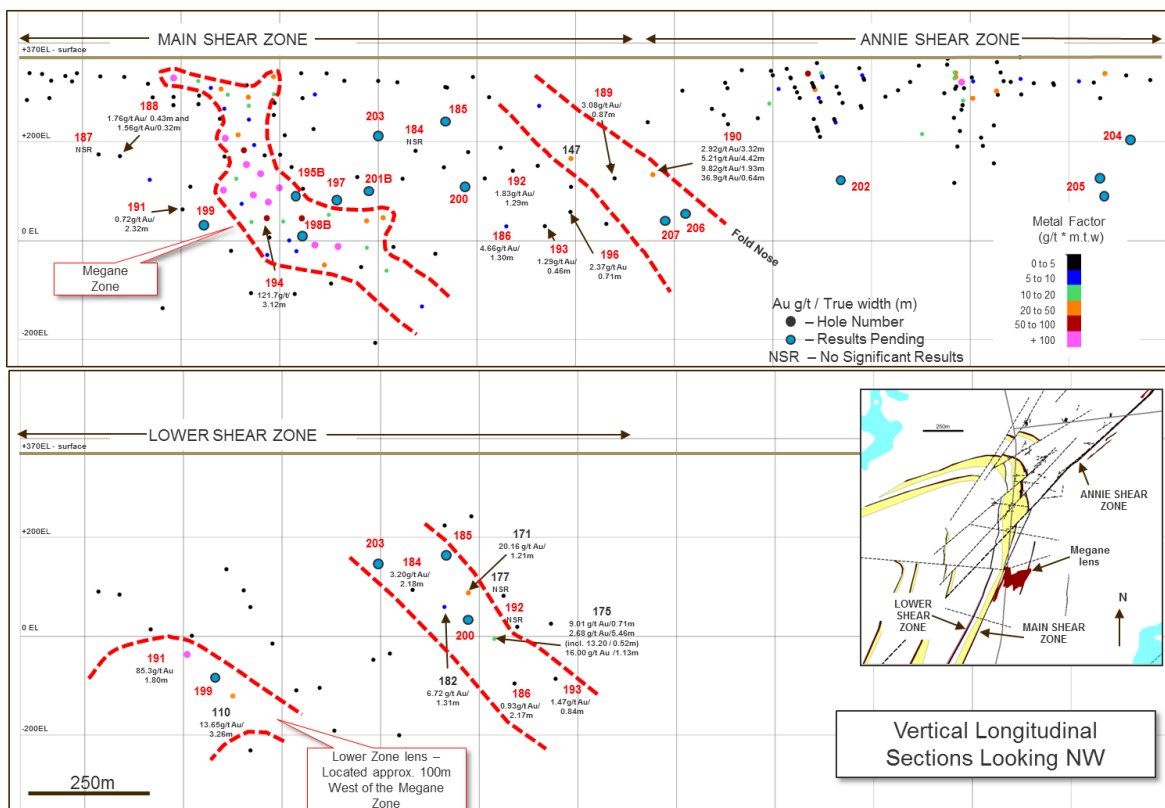 MAIN SHEAR ZONE
ANNIE SHEAR ZONE
+370EL - surface
188
1.76g/t Au/ 0.43m and
1.56g/t Au/0.32m
187
NSR
203
184
NSR
185
189
3.08g/t Au/
0.87m
190
2.92g/t Au/3.32m
5.21g/t Au/4.42m
9.82g/t Au/1.93m
36.9g/t Au/0.64m
204
+200EL
147
195B
197
201B
200
192
1.83g/t Au/
1.29m
202
205
191
0.72g/t Au/
2.32m
199
198B
186
4.66g/t Au/
1.30m
193
1.29g/t Au/
0.46m
196
2.37g/t Au
0.71m
207
206
0 EL
Fold Nose
Megane
Zone
194
121.7g/t/
3.12m
-200EL
Metal Factor
(g/t * m.t.w)
0 to 5
5 to 10
10 to 20
20 to 50
50 to 100
+ 100
Au g/t / True width (m)
– Hole Number
– Results Pending
NSR – No Significant Results
LOWER SHEAR ZONE
+370EL - surface
+200EL
203
184
3.20g/t Au/
2.18m
185
171
20.16 g/t Au/
1.21m
177
NSR
192
NSR
175
9.01 g/t Au/0.71m
2.68 g/t Au/5.46m
(incl. 13.20 / 0.52m)
16.00 g/t Au /1.13m
200
0 EL
191
85.3g/t Au
1.80m
199
110
13.65g/t Au/
3.26m
182
6.72 g/t Au/
1.31m
186
0.93g/t Au/
2.17m
193
1.47g/t Au/
0.84m
-200EL
Lower Zone lens –
Located approx. 100m
West of the Megane
Zone
250m
250m
ANNIE SHEAR
ZONE
Megane
lens
LOWER
SHEAR
ZONE
MAIN SHEAR
ZONE
N
Vertical Longitudinal
Sections Looking NW